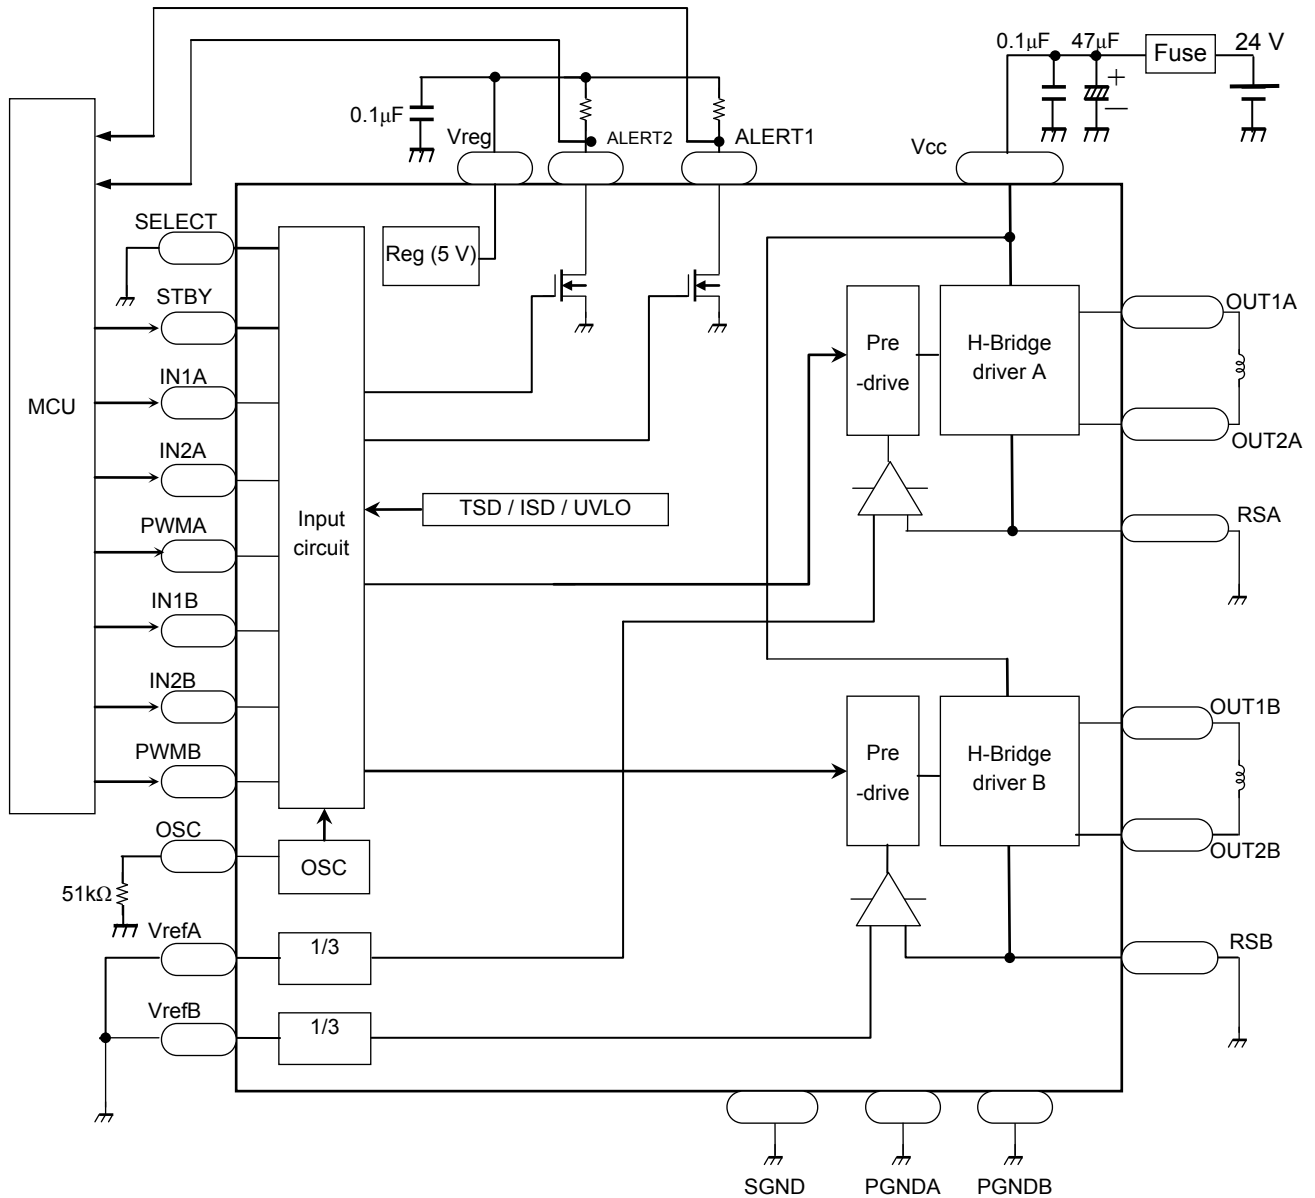 0.1μF
47μF
Fuse
24 V
0.1μF
Vreg
ALERT2
ALERT1
Vcc
SELECT
Reg (5 V)
STBY
OUT1A
Pre
-drive
H-Bridge
driver A
IN1A
MCU
OUT2A
IN2A
TSD / ISD / UVLO
RSA
PWMA
Input
circuit
IN1B
IN2B
OUT1B
PWMB
Pre
-drive
H-Bridge
driver B
OSC
OUT2B
OSC
51kΩ
VrefA
1/3
RSB
VrefB
1/3
SGND
PGNDA
PGNDB